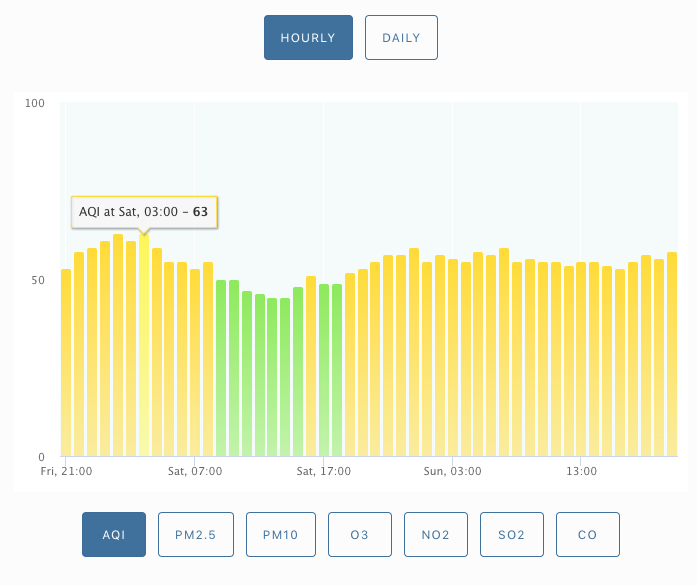 HOURLY DAILY
100
AQI at Sat, 03:00 – 63
50
0
Fri, 21:00 Sat, 07:00 Sat, 17:00 Sun, 03:00 13:00
AQI PM2.5 PM10 O3 NO2 SO2 CO